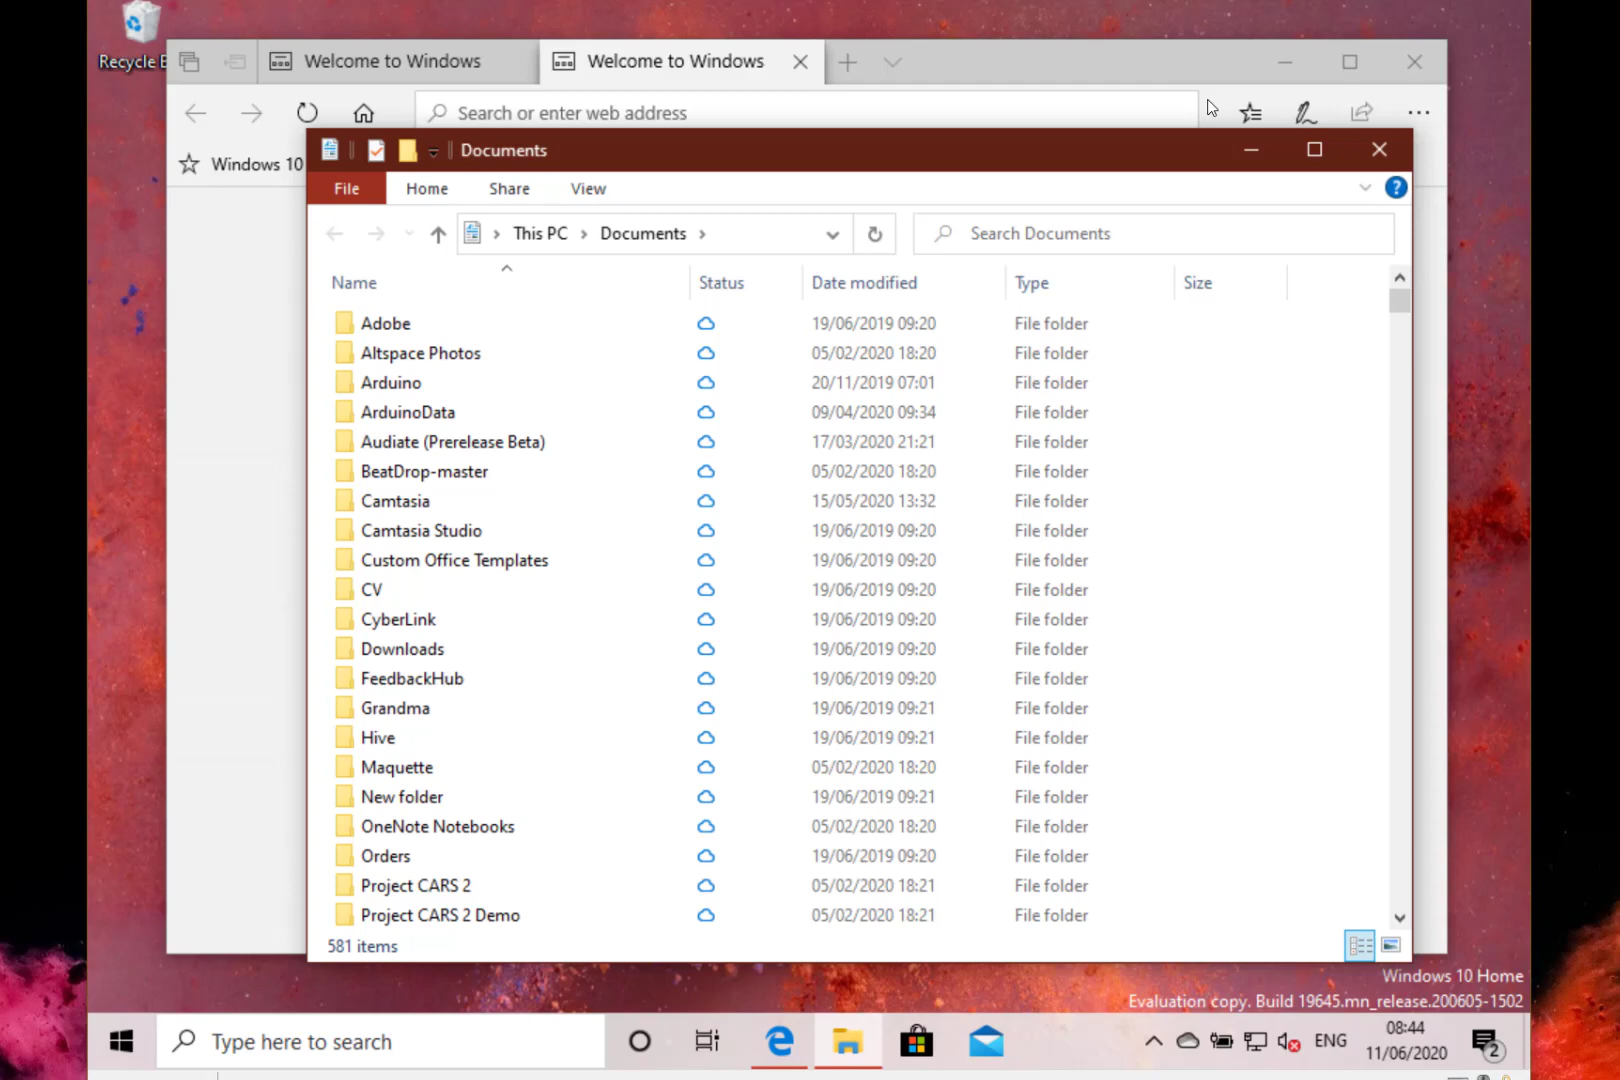 Recycle B
Welcome to Windows
Welcome to Windows
Search or enter web address
Windows 10
Documents
File Home Share View
This PC > Documents >
Search Documents
Name Status Date modified Type Size
Adobe 19/06/2019 09:20 File folder
Altspace Photos 05/02/2020 18:20 File folder
Arduino 20/11/2019 07:01 File folder
ArduinoData 09/04/2020 09:34 File folder
Audiate (Prerelease Beta) 17/03/2020 21:21 File folder
BeatDrop-master 05/02/2020 18:20 File folder
Camtasia 15/05/2020 13:32 File folder
Camtasia Studio 19/06/2019 09:20 File folder
Custom Office Templates 19/06/2019 09:20 File folder
CV 19/06/2019 09:20 File folder
CyberLink 19/06/2019 09:20 File folder
Downloads 19/06/2019 09:20 File folder
FeedbackHub 19/06/2019 09:20 File folder
Grandma 19/06/2019 09:21 File folder
Hive 19/06/2019 09:21 File folder
Maquette 05/02/2020 18:20 File folder
New folder 19/06/2019 09:21 File folder
OneNote Notebooks 05/02/2020 18:20 File folder
Orders 19/06/2019 09:20 File folder
Project CARS 2 05/02/2020 18:21 File folder
Project CARS 2 Demo 05/02/2020 18:21 File folder
581 items
Windows 10 Home
Evaluation copy. Build 19645.mn_release.200605-1502
Type here to search
ENG
08:44
11/06/2020
2